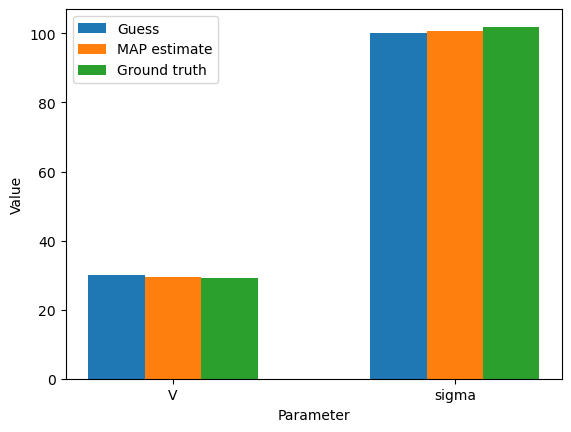 Guess
MAP estimate
Ground truth
Value
100
80
60
40
20
0
V
sigma
Parameter